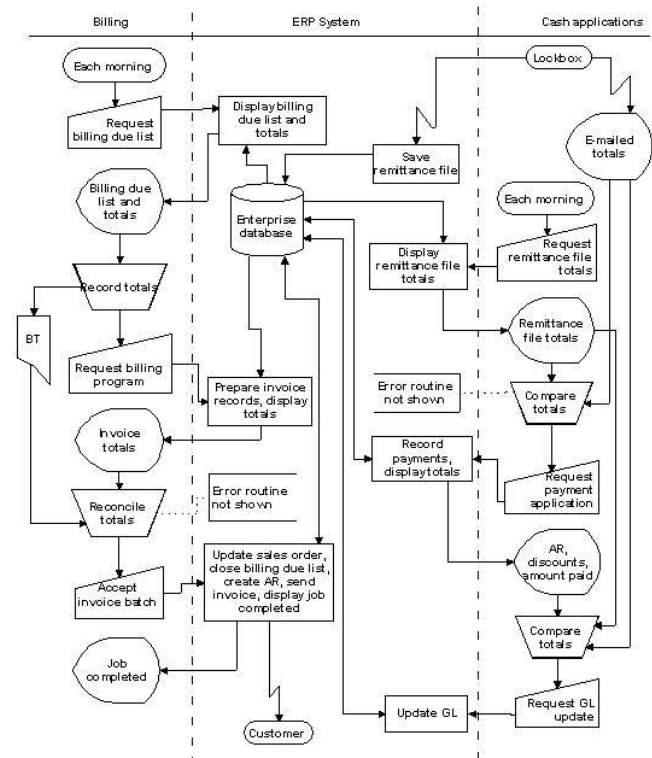 Billing
ERP System
Cash applications
Each morning
Request
billing due list
Display billing
due list and
totals
Lockbox
E-mailed
totals
Save
remittance file
Billing due
list and
totals
Enterprise
database
Each morning
Request
remittance file
totals
Display
remittance file
totals
Record totals
BT
Remittance
file totals
Request billing
program
Prepare invoice
records, display
totals
Error routine
not shown
Compare
totals
Invoice
totals
Record
payments,
display totals
Request
payment
application
Reconcile
totals
Error routine
not shown
Update sales order,
close billing due list,
create AR, send
invoice, display job
completed
AR,
discounts,
amount paid
Accept
invoice batch
Compare
totals
Job
completed
Request GL
update
Update GL
Customer